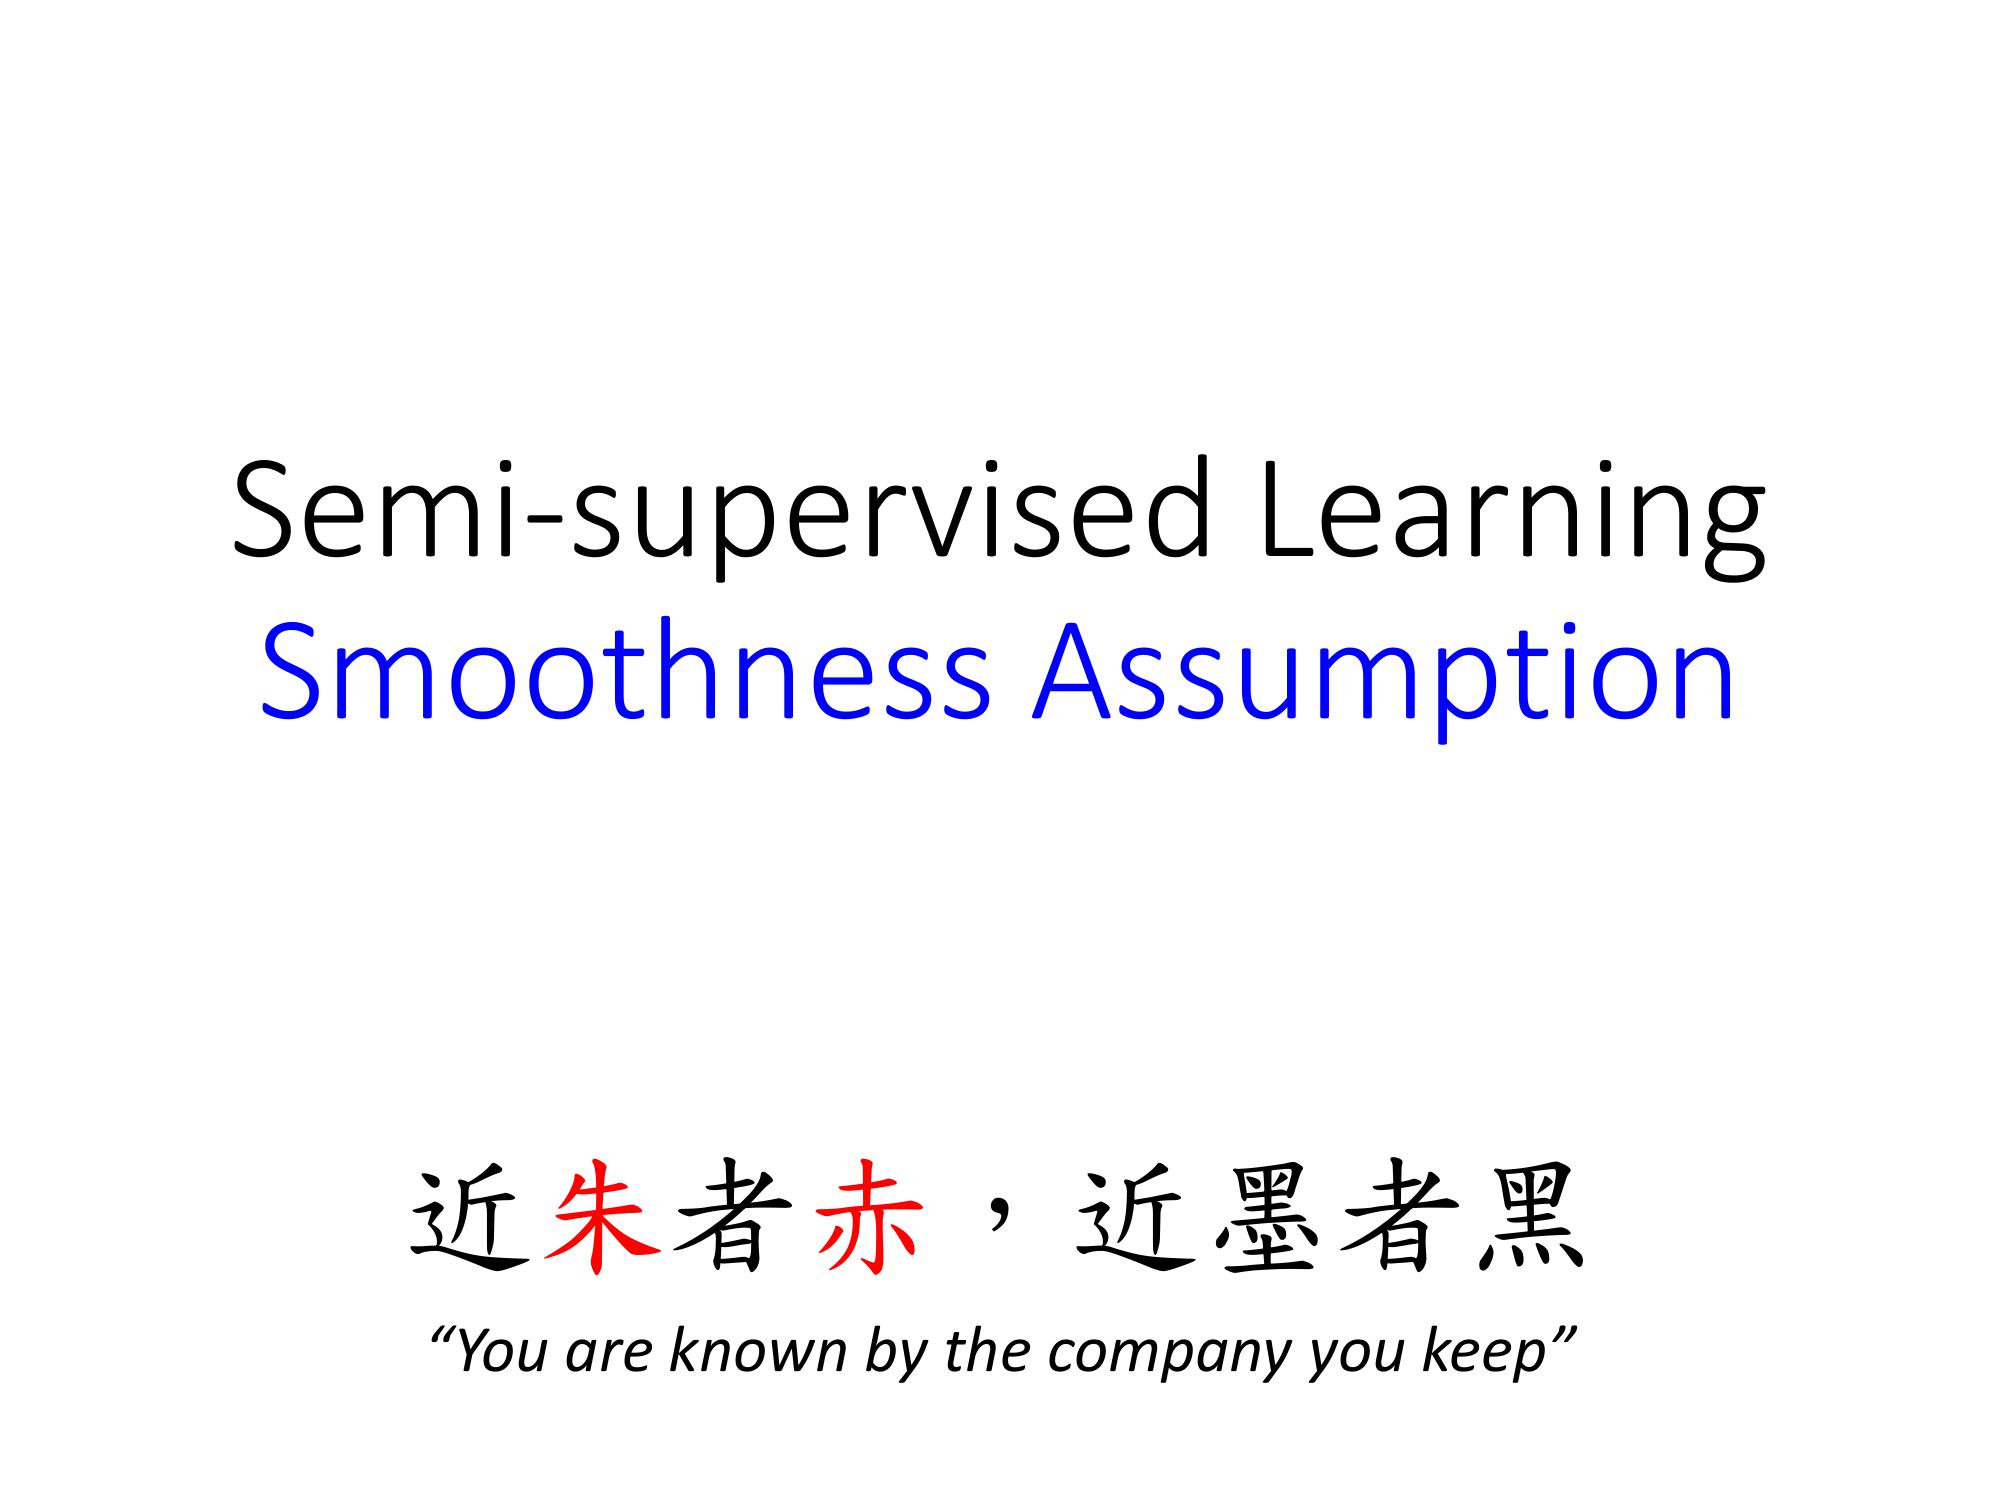 Semi-supervised Learning
Smoothness Assumption
近朱者赤，近墨者黑
“You are known by the company you keep”